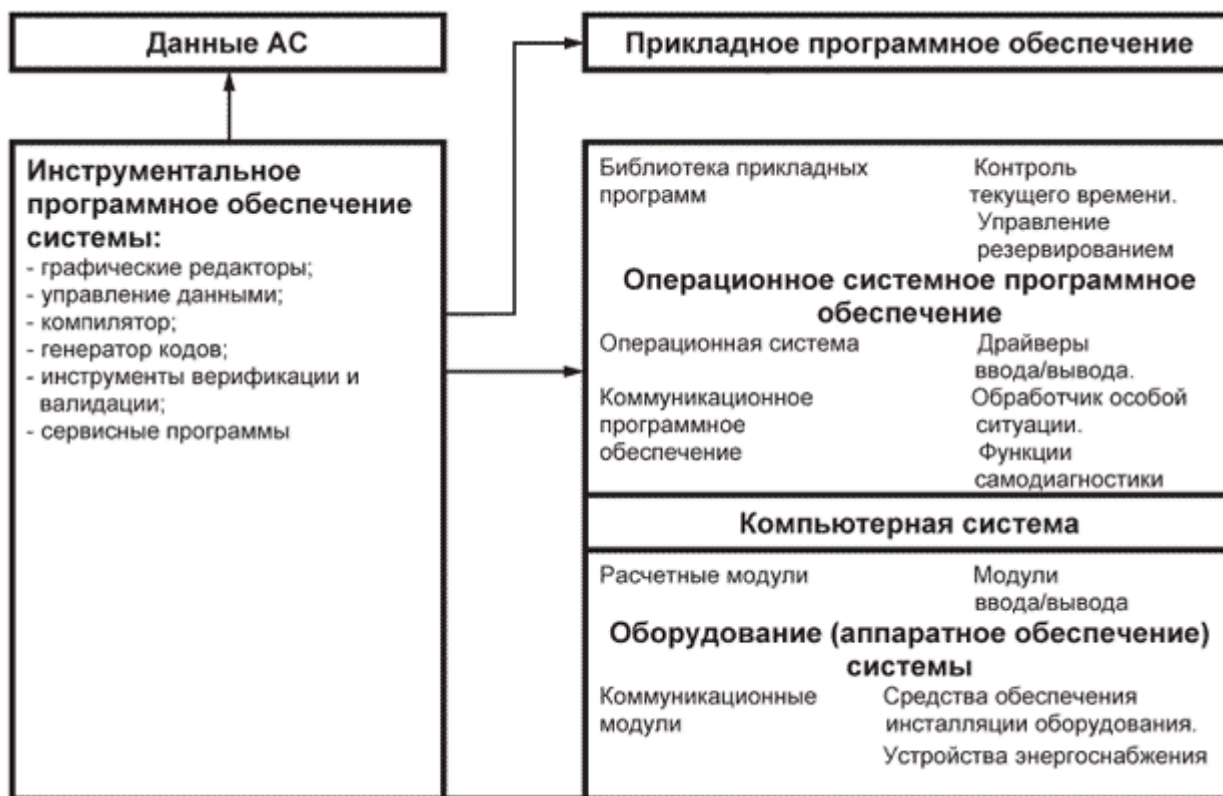 Данные АС
Прикладное программное обеспечение
Инструментальное
программное обеспечение
системы:
- графические редакторы;
- управление данными;
- компилятор;
- генератор кодов;
- инструменты верификации и
валидации;
- сервисные программы
Библиотека прикладных
программ
Контроль
текущего времени.
Управление
резервированием
Операционное системное программное
обеспечение
Операционная система
Драйверы
ввода/вывода.
Коммуникационное
программное
обеспечение
Обработчик особой
ситуации.
Функции
самодиагностики
Компьютерная система
Расчетные модули
Модули
ввода/вывода
Оборудование (аппаратное обеспечение)
системы
Коммуникационные
модули
Средства обеспечения
инсталляции оборудования.
Устройства энергоснабжения